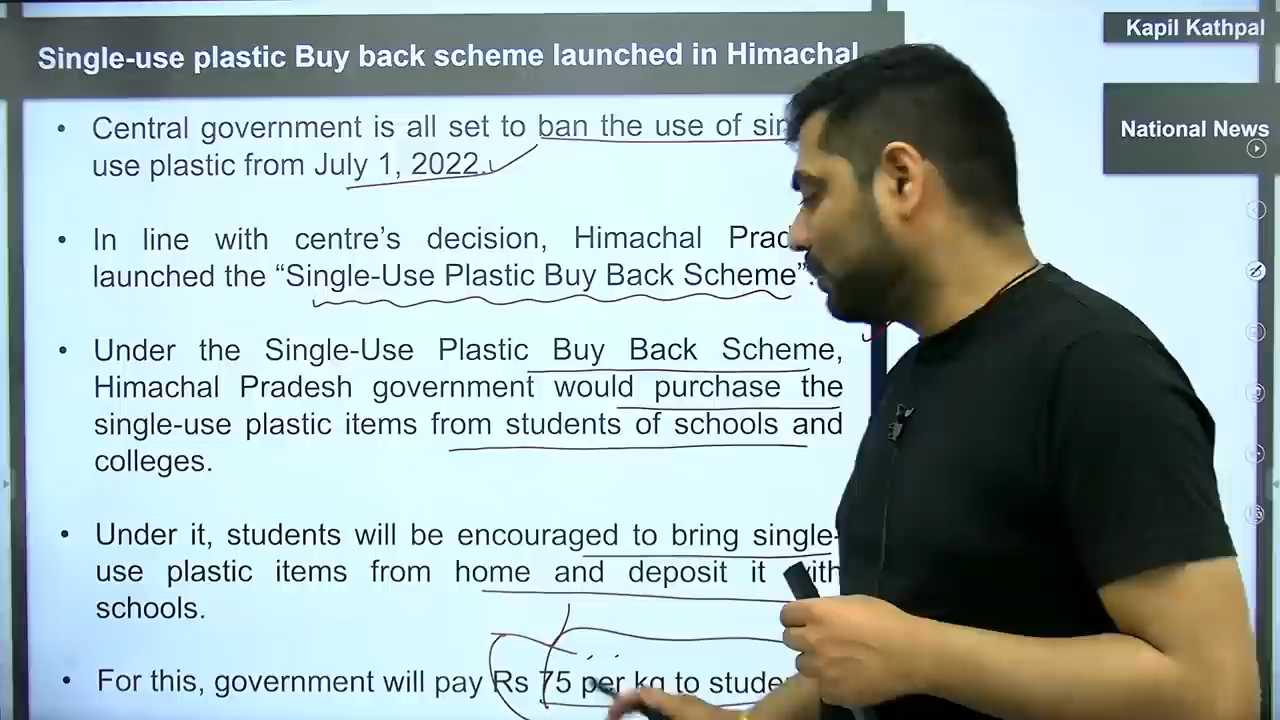 Single-use plastic Buy back scheme launched in Himachal
Kapil Kathpal
National News
• Central government is all set to ban the use of
use plastic from July 1, 2022.
• In line with centre's decision, Himachal
launched the “Single-Use Plastic Buy Back Scheme”.
• Under the Single-Use Plastic Buy Back Scheme,
Himachal Pradesh government would purchase the
single-use plastic items from students of schools and
colleges.
• Under it, students will be encouraged to bring single-
use plastic items from home and deposit it with
schools.
• For this, government will pay Rs 75 per kg to